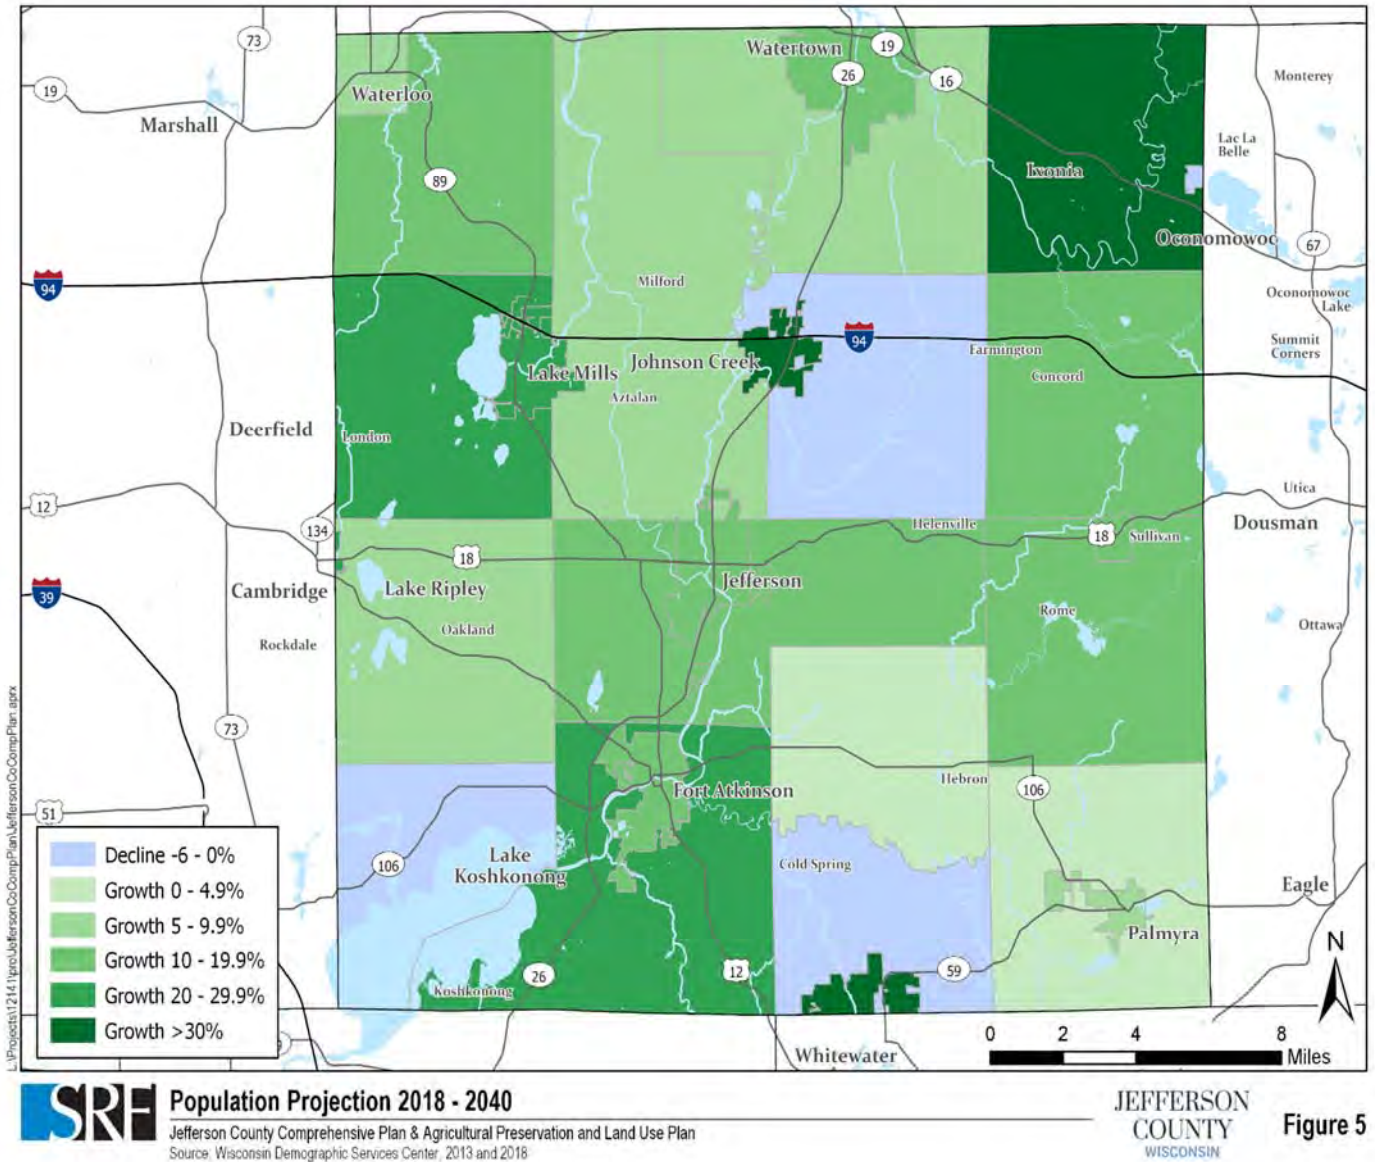 73
19
Marshall
Waterloo
89
Watertown
19
26
16
Monterey
Lac La
Belle
Ixonia
Oconomowoc
67
94
Milford
Oconomowoc
Lake
94
Summit
Corners
Farmington
Concord
Johnson Creek
Lake Mills
Aztalan
Deerfield
London
12
134
Utica
Dousman
Helenville
18
Sullivan
18
39
Cambridge
Lake Ripley
Jefferson
Rome
Oakland
Rockdale
Ottawa
73
51
Hebron
106
Fort Atkinson
Lake
Koshkonong
106
Cold Spring
Eagle
Palmyra
Koshkonong
26
12
59
Whitewater
Decline -6 - 0%
Growth 0 - 4.9%
Growth 5 - 9.9%
Growth 10 - 19.9%
Growth 20 - 29.9%
Growth >30%
N
0 2 4 8
Miles
L:\Projects\12141\pro\JeffersonCoCompPlan\JeffersonCoCompPlan.aprx
SRF
Population Projection 2018 - 2040
Jefferson County Comprehensive Plan & Agricultural Preservation and Land Use Plan
Source: Wisconsin Demographic Services Center, 2013 and 2018
JEFFERSON
COUNTY
WISCONSIN
Figure 5